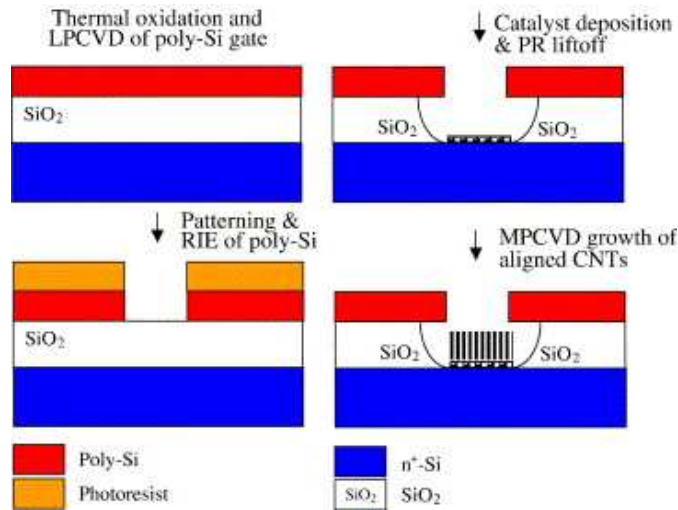 Thermal oxidation and
LPCVD of poly-Si gate
SiO₂
Patterning &
RIE of poly-Si
SiO₂
Catalyst deposition
& PR liftoff
SiO₂ SiO₂
MPCVD growth of
aligned CNTs
SiO₂ SiO₂
Poly-Si
Photoresist
n⁺-Si
SiO₂ SiO₂